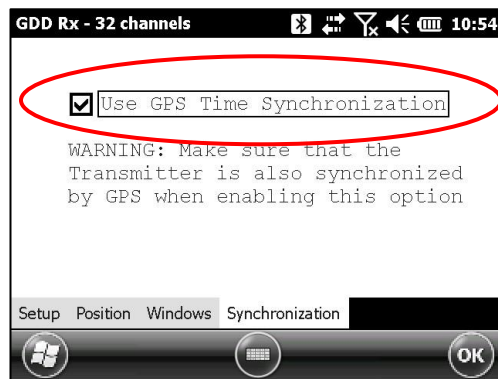 GDD Rx - 32 channels 10:54
Use GPS Time Synchronization
WARNING: Make sure that the
Transmitter is also synchronized
by GPS when enabling this option
Setup Position Windows Synchronization
OK